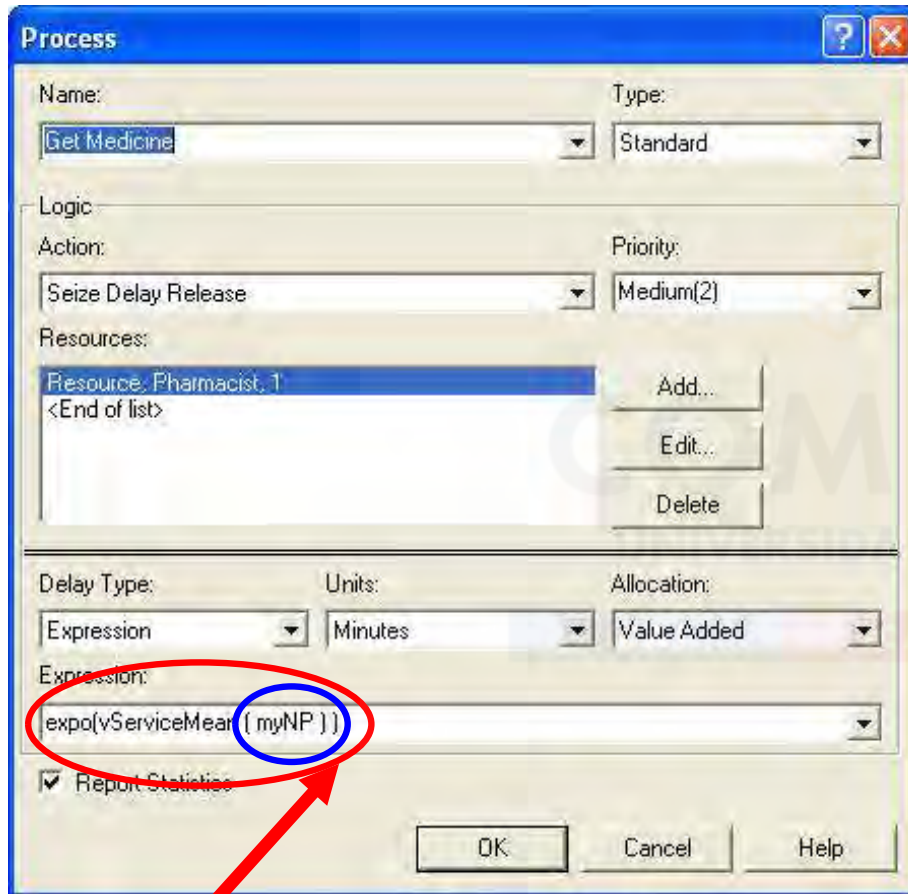 Process
Name:
Type:
Get Medicine
Standard
Logic
Action:
Priority:
Seize Delay Release
Medium(2)
Resources:
Resource, Pharmacist, 1
<End of list>
Add...
Edit...
Delete
COM
UNIVERSIDA
Delay Type:
Units:
Allocation:
Expression
Minutes
Value Added
Expression:
expo(vServiceMean ( myNP ) )
Report Statistics
OK
Cancel
Help